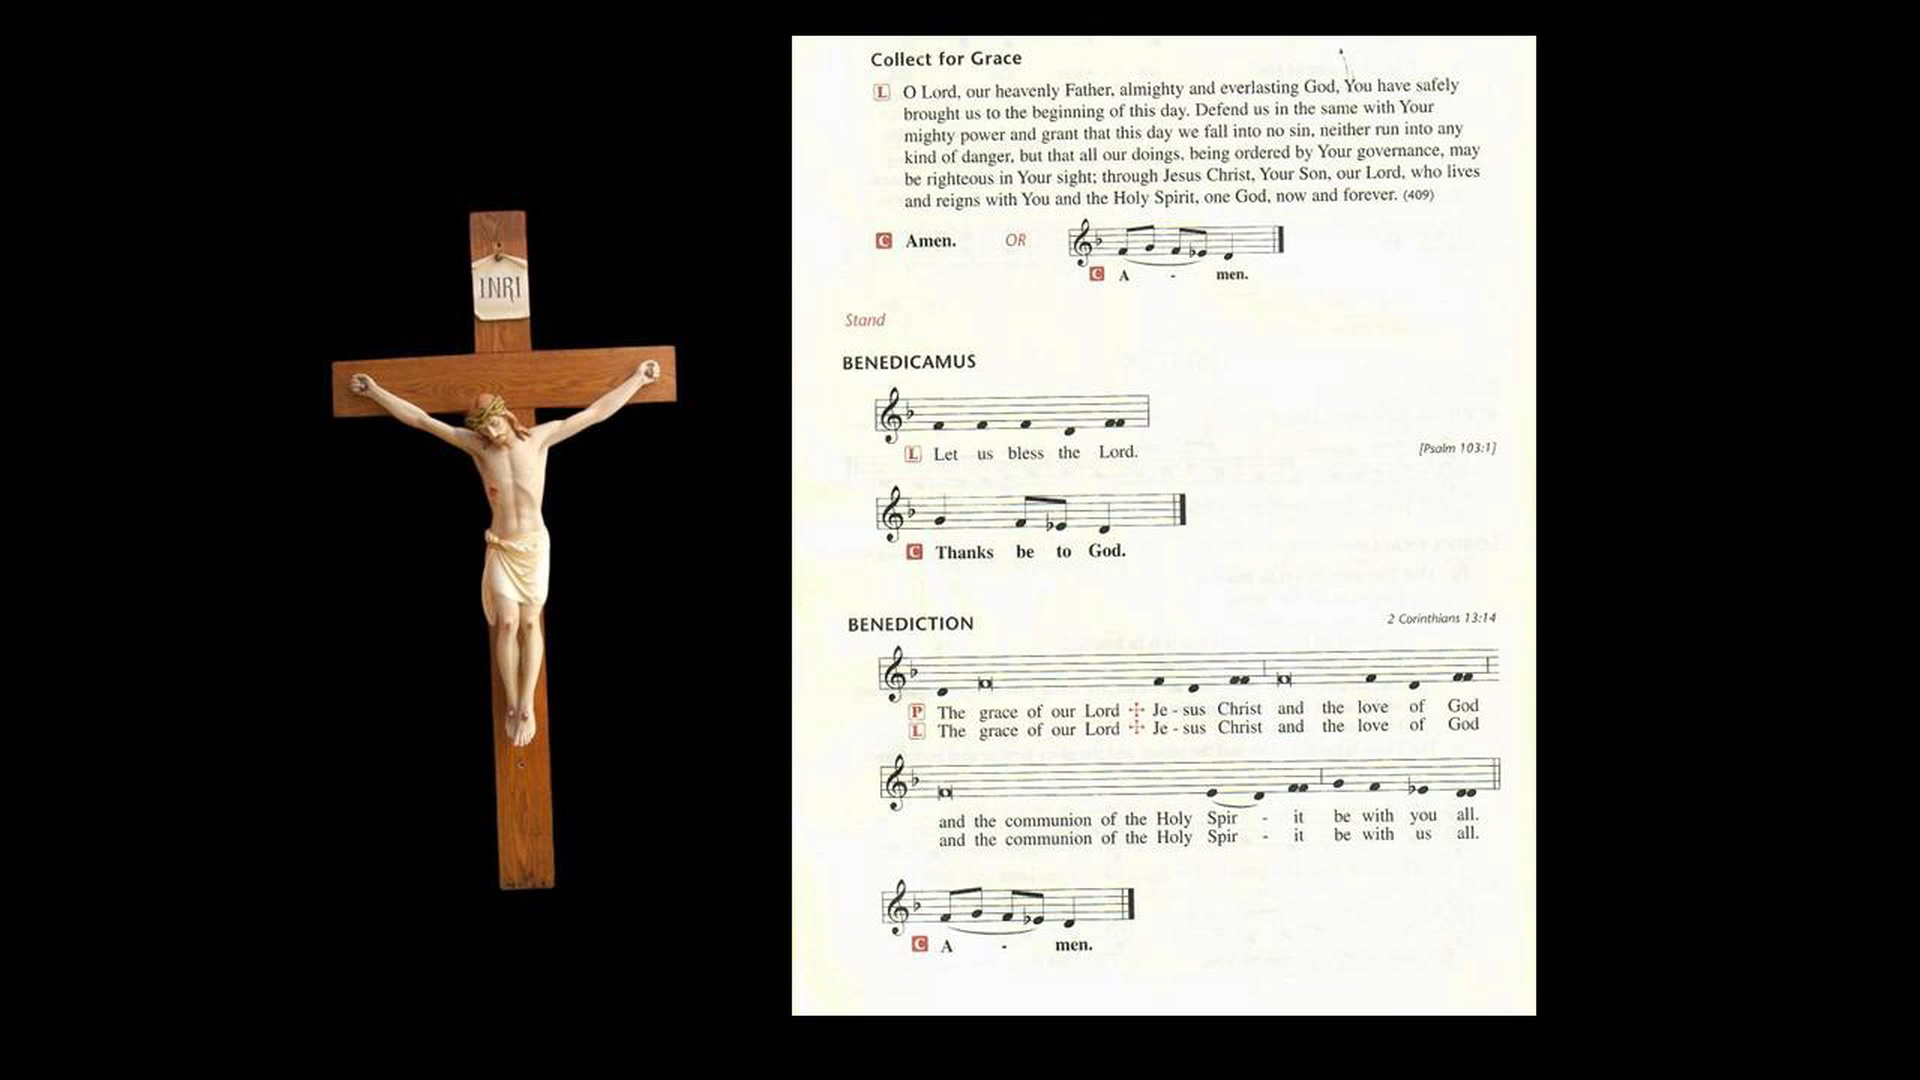 INRI
Collect for Grace
L O Lord, our heavenly Father, almighty and everlasting God, You have safely
brought us to the beginning of this day. Defend us in the same with Your
mighty power and grant that this day we fall into no sin, neither run into any
kind of danger, but that all our doings, being ordered by Your governance, may
be righteous in Your sight; through Jesus Christ, Your Son, our Lord, who lives
and reigns with You and the Holy Spirit, one God, now and forever. (409)
C Amen. OR
C A - men.
Stand
BENEDICAMUS
L Let us bless the Lord. [Psalm 103:1]
C Thanks be to God.
BENEDICTION 2 Corinthians 13:14
P The grace of our Lord ☩ Je - sus Christ and the love of God
L The grace of our Lord ☩ Je - sus Christ and the love of God
and the communion of the Holy Spir - it be with you all.
and the communion of the Holy Spir - it be with us all.
C A - men.